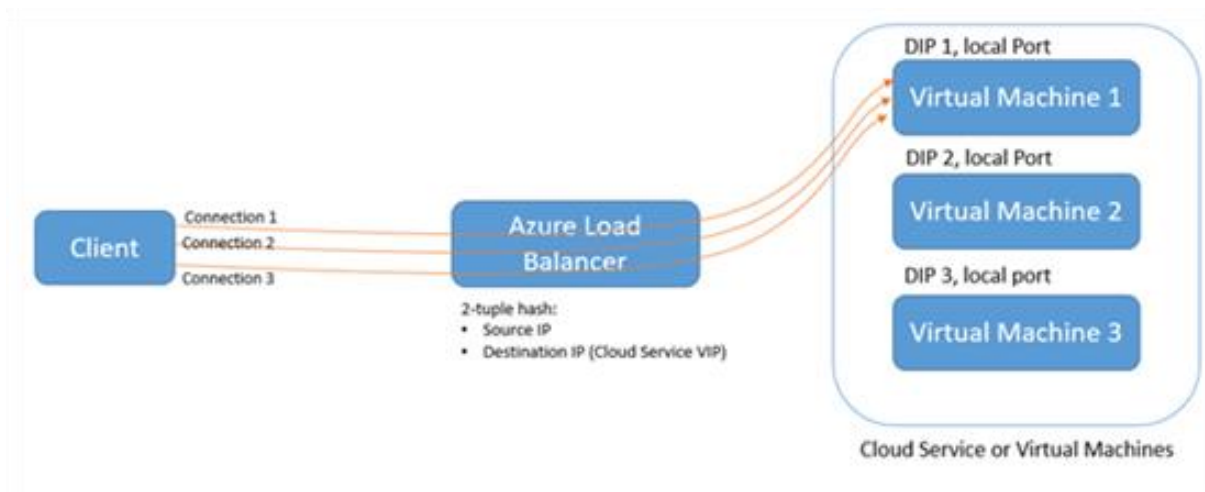 DIP 1, local Port
Virtual Machine 1
DIP 2, local Port
Virtual Machine 2
DIP 3, local port
Virtual Machine 3
Client
Connection 1
Connection 2
Connection 3
Azure Load
Balancer
2-tuple hash:
• Source IP
• Destination IP (Cloud Service VIP)
Cloud Service or Virtual Machines